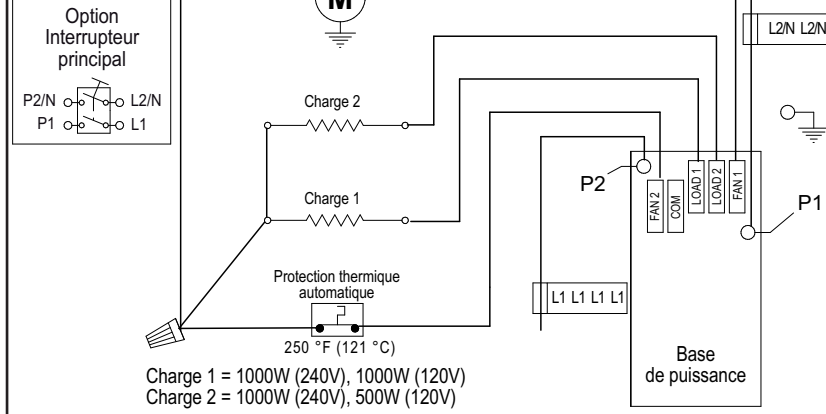 M
Option
Interrupteur
principal
P2/N
L2/N
P1
L1
L2/N L2/N
Charge 2
Charge 1
Protection thermique
automatique
250 °F (121 °C)
P2
FAN 2
COM
LOAD 1
LOAD 2
FAN 1
P1
L1 L1 L1 L1
Base
de puissance
Charge 1 = 1000W (240V), 1000W (120V)
Charge 2 = 1000W (240V), 500W (120V)